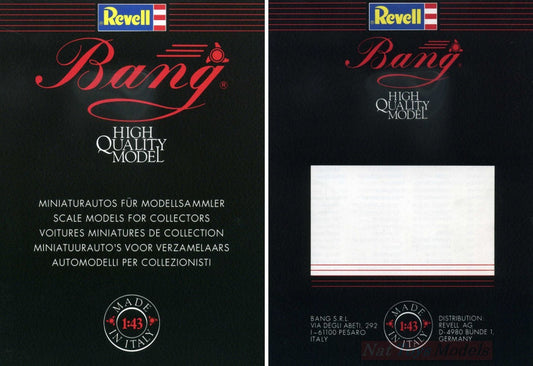 Revell
Bang®
HIGH
QUALITY
MODEL
MINIATURAUTOS FÜR MODELLSAMMLER
SCALE MODELS FOR COLLECTORS
VOITURES MINIATURES DE COLLECTION
MINIATUURAUTO'S VOOR VERZAMELAARS
AUTOMODELLI PER COLLEZIONISTI
MADE
1:43
IN ITALY
Revell
Bang
HIGH
QUALITY
MODEL
BANG S.R.L
VIA DEGLI ABETI, 292
I-61100 PESARO
ITALY
MADE
1:43
IN ITALY
DISTRIBUTION:
REVELL AG
D-4980 BUNDE 1,
GERMANY
Models